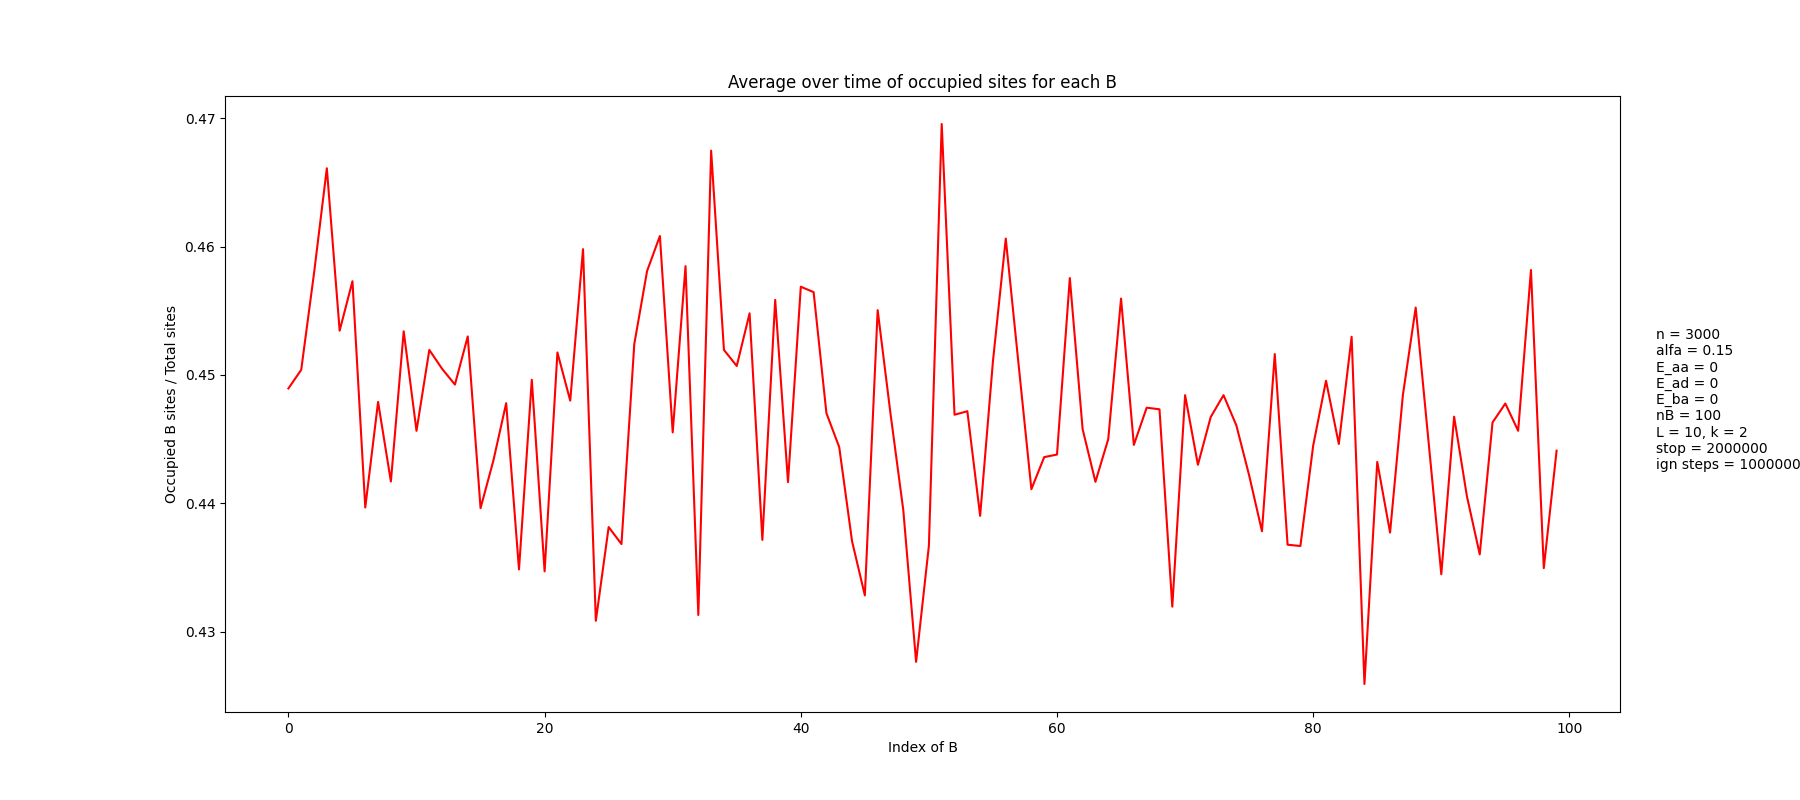 Average over time of occupied sites for each B
0.47
0.46
0.45
0.44
0.43
Occupied B sites / Total sites
0 20 40 60 80 100
Index of B
n = 3000
alfa = 0.15
E_aa = 0
E_ad = 0
E_ba = 0
nB = 100
L = 10, k = 2
stop = 2000000
ign steps = 1000000